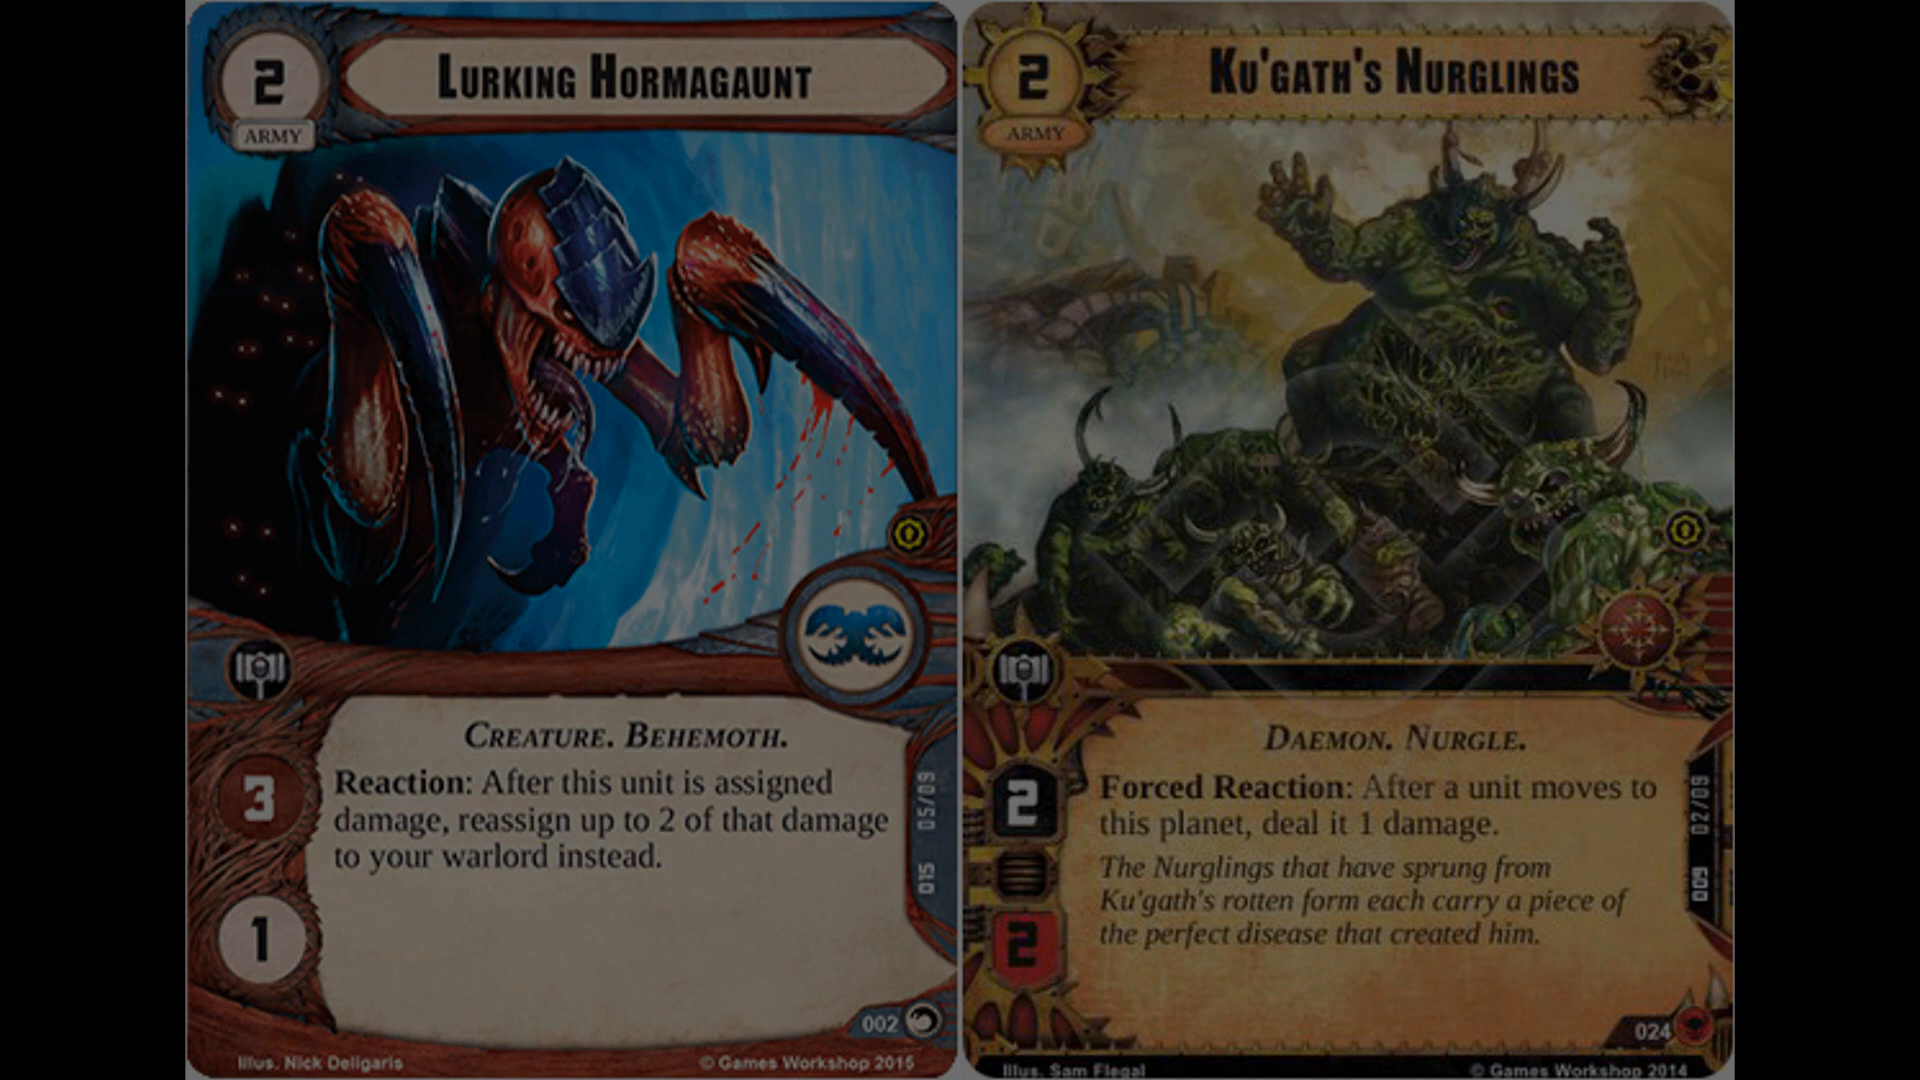 2
ARMY
LURKING HORMAGAUNT
CREATURE. BEHEMOTH.
3
Reaction: After this unit is assigned
damage, reassign up to 2 of that damage
to your warlord instead.
1
05/09
015
002
Illus. Nick Deligaris
© Games Workshop 2015
2
ARMY
KU'GATH'S NURGLINGS
DAEMON. NURGLE.
2
Forced Reaction: After a unit moves to
this planet, deal it 1 damage.
The Nurglings that have sprung from
Ku'gath's rotten form each carry a piece of
the perfect disease that created him.
2
02/09
009
024
Illus. Sam Flegal
© Games Workshop 2014